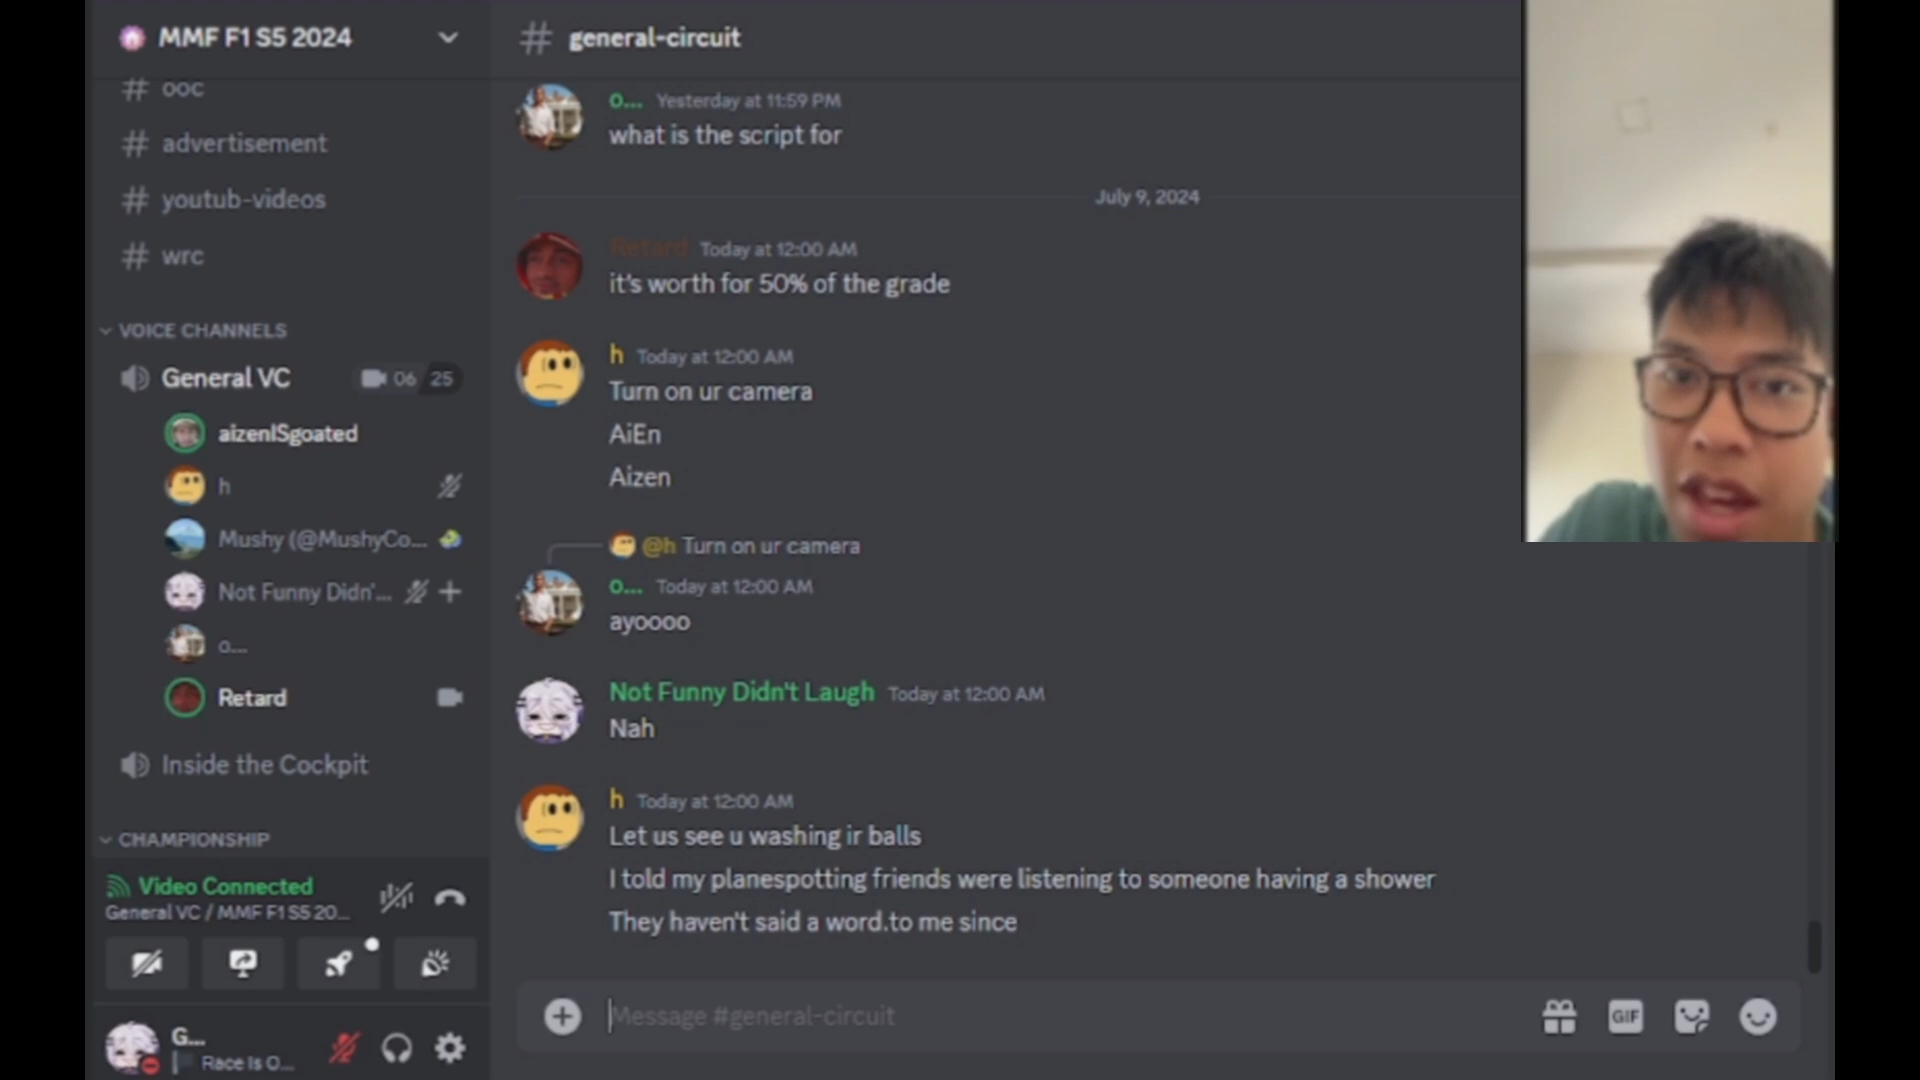 MMF F1 S5 2024
ooc
advertisement
youtub-videos
wrc
VOICE CHANNELS
General VC 06 25
aizenISgoated
h
Mushy (@MushyCo...
Not Funny Didn'...
o...
Retard
Inside the Cockpit
CHAMPIONSHIP
Video Connected
General VC / MMF F1 S5 20...
G...
Race Is O...
# general-circuit
o... Yesterday at 11:59 PM
what is the script for
July 9, 2024
Retard Today at 12:00 AM
it's worth for 50% of the grade
h Today at 12:00 AM
Turn on ur camera
AiEn
Aizen
@h Turn on ur camera
o... Today at 12:00 AM
ayoooo
Not Funny Didn't Laugh Today at 12:00 AM
Nah
h Today at 12:00 AM
Let us see u washing ir balls
I told my planespotting friends were listening to someone having a shower
They haven't said a word.to me since
Message #general-circuit
GIF